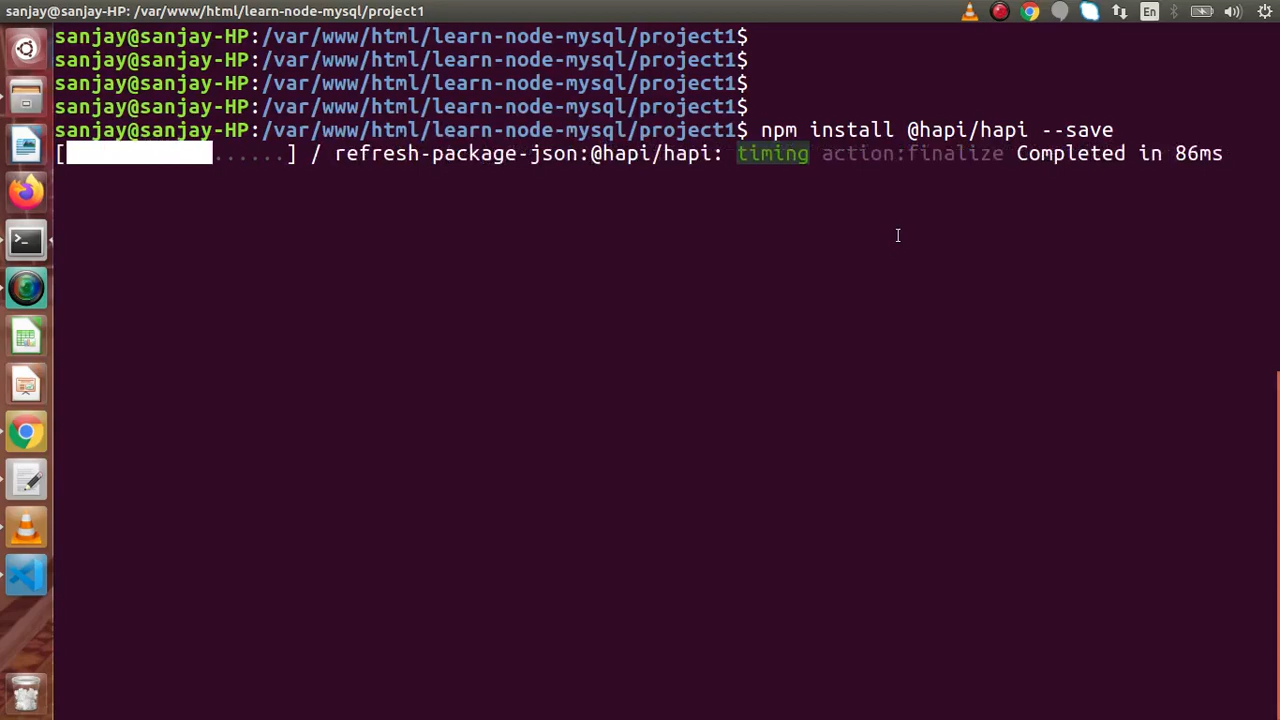 sanjay@sanjay-HP: /var/www/html/learn-node-mysql/project1
En
sanjay@sanjay-HP:/var/www/html/learn-node-mysql/project1$
sanjay@sanjay-HP:/var/www/html/learn-node-mysql/project1$
sanjay@sanjay-HP:/var/www/html/learn-node-mysql/project1$
sanjay@sanjay-HP:/var/www/html/learn-node-mysql/project1$
sanjay@sanjay-HP:/var/www/html/learn-node-mysql/project1$ npm install @hapi/hapi --save
[ ......] / refresh-package-json:@hapi/hapi: timing action:finalize Completed in 86ms